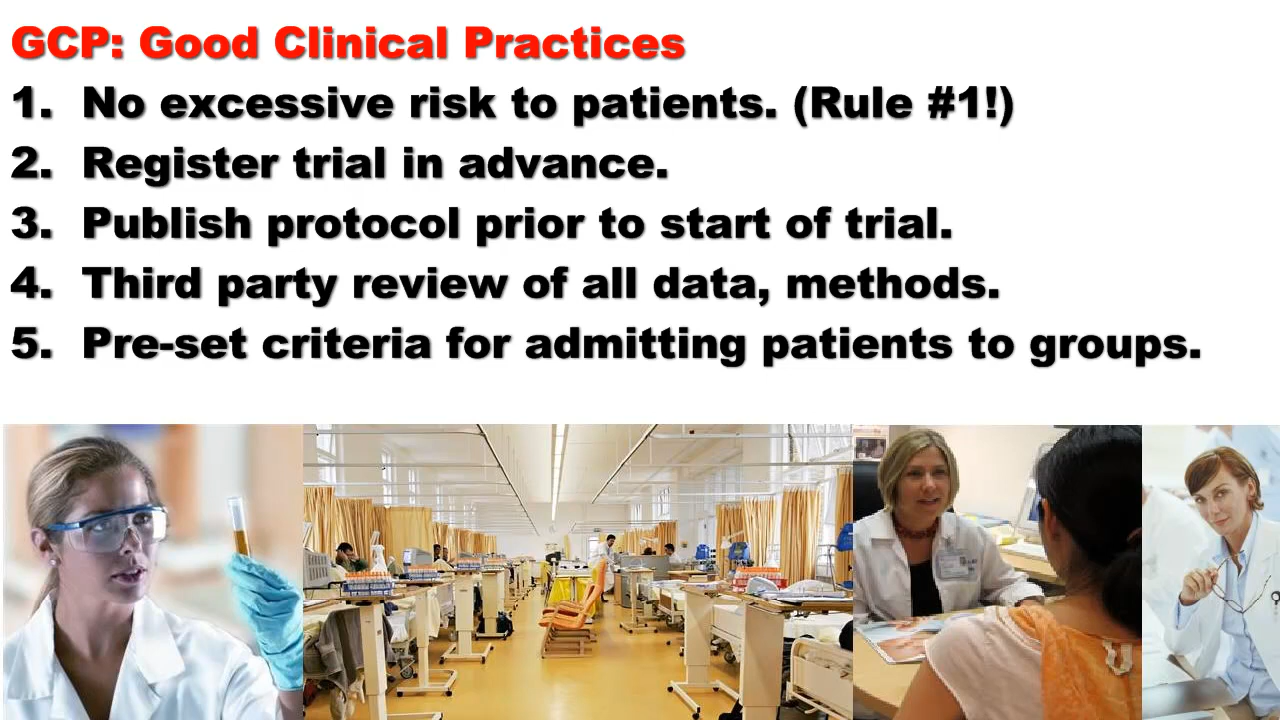 GCP: Good Clinical Practices
1. No excessive risk to patients. (Rule #1!)
2. Register trial in advance.
3. Publish protocol prior to start of trial.
4. Third party review of all data, methods.
5. Pre-set criteria for admitting patients to groups.